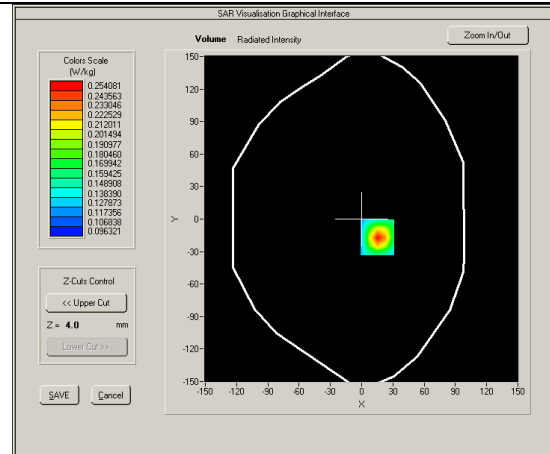 SAR Visualisation Graphical Interface
Volume Radiated Intensity
Zoom In/Out
Colors Scale
(W/kg)
0.254081
0.243563
0.233046
0.222529
0.212011
0.201494
0.190977
0.180460
0.169942
0.159425
0.148908
0.138390
0.127873
0.117356
0.106838
0.096321
Z-Cuts Control
<< Upper Cut
Z = 4.0 mm
Lower Cut >>
SAVE Cancel
150-
120-
90-
60-
30-
Y 0-
-30-
-60-
-90-
-120-
-150-
-150 -120 -90 -60 -30 0 30 60 90 120 150
X